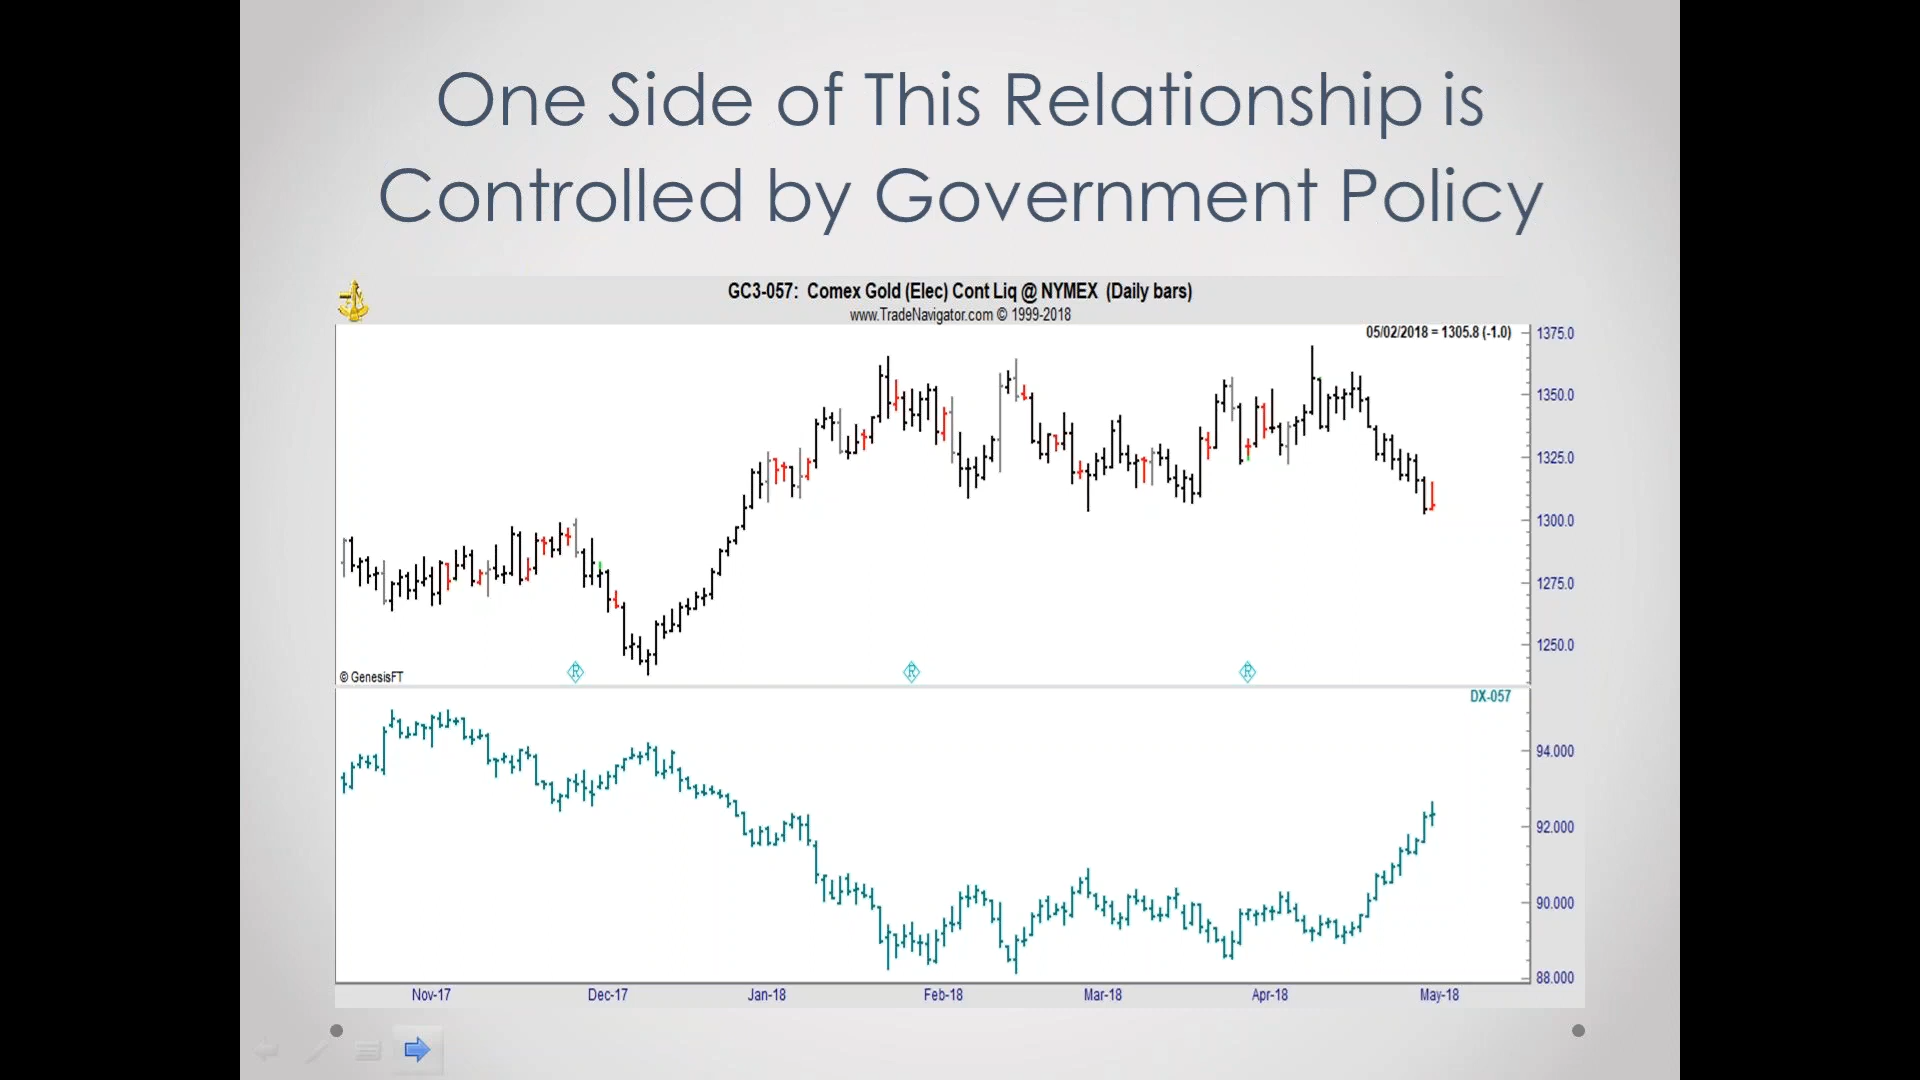 One Side of This Relationship is
Controlled by Government Policy
GC3-057: Comex Gold (Elec) Cont Liq @ NYMEX (Daily bars)
www.TradeNavigator.com © 1999-2018
05/02/2018 = 1305.8 (-1.0)
1375.0
1350.0
1325.0
1300.0
1275.0
1250.0
R R R
© GenesisFT
DX-057
94.000
92.000
90.000
88.000
Nov-17 Dec-17 Jan-18 Feb-18 Mar-18 Apr-18 May-18